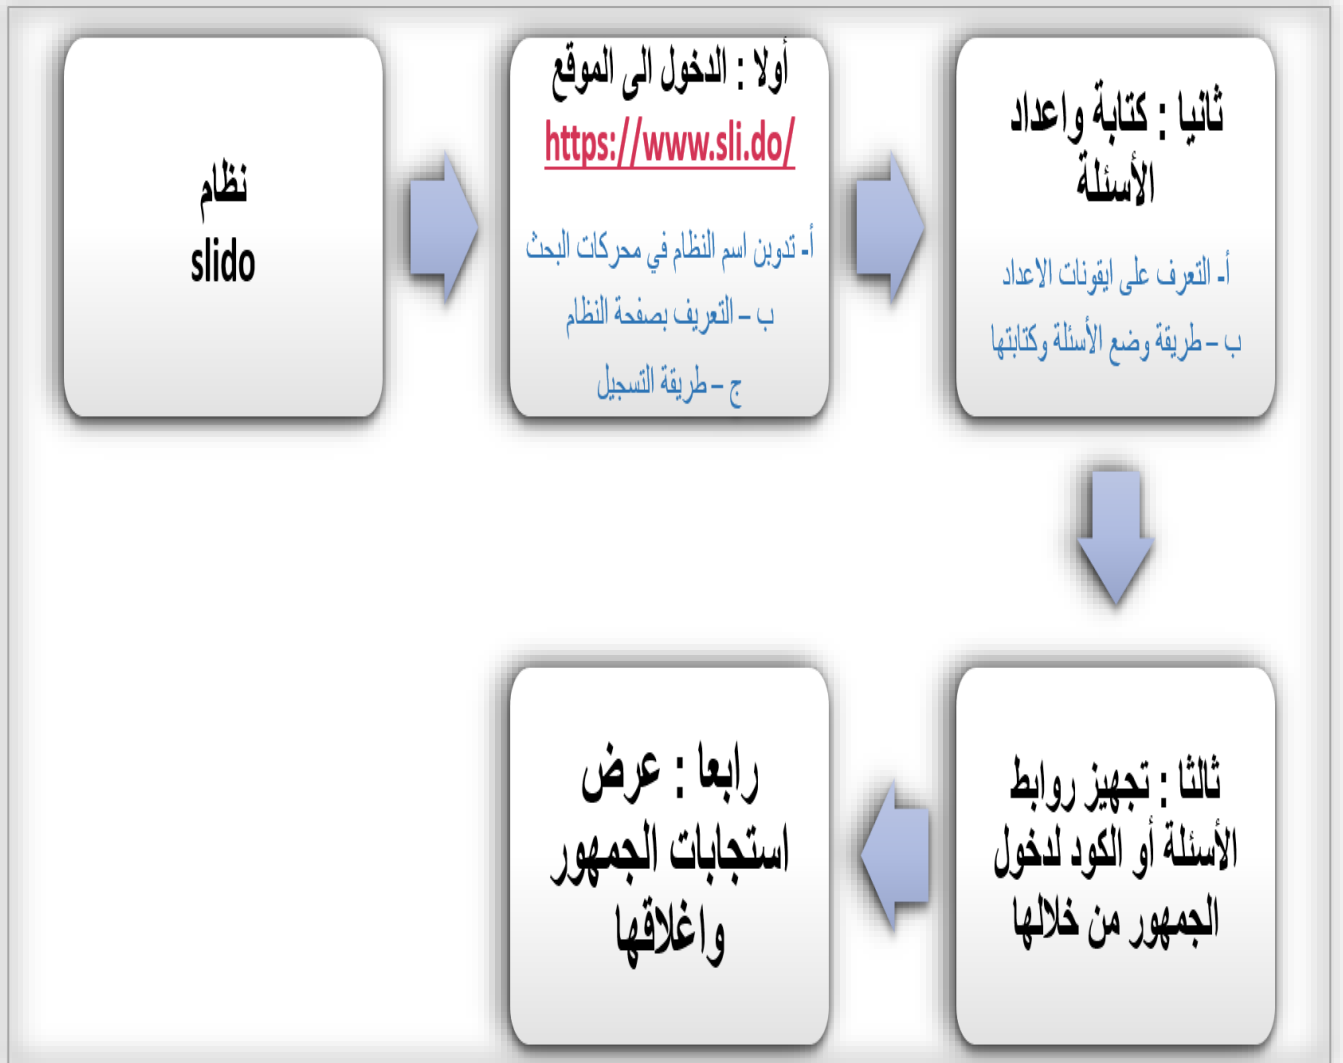 نظام
slido
أولا : الدخول الى الموقع
https://www.sli.do/
أ- تدوين اسم النظام في محركات البحث
ب – التعريف بصفحة النظام
ج – طريقة التسجيل
ثانيا : كتابة واعداد
الأسئلة
أ- التعرف على ايقونات الاعداد
ب – طريقة وضع الأسئلة وكتابتها
ثالثا : تجهيز روابط
الأسئلة أو الكود لدخول
الجمهور من خلالها
رابعا : عرض
استجابات الجمهور
واغلاقها